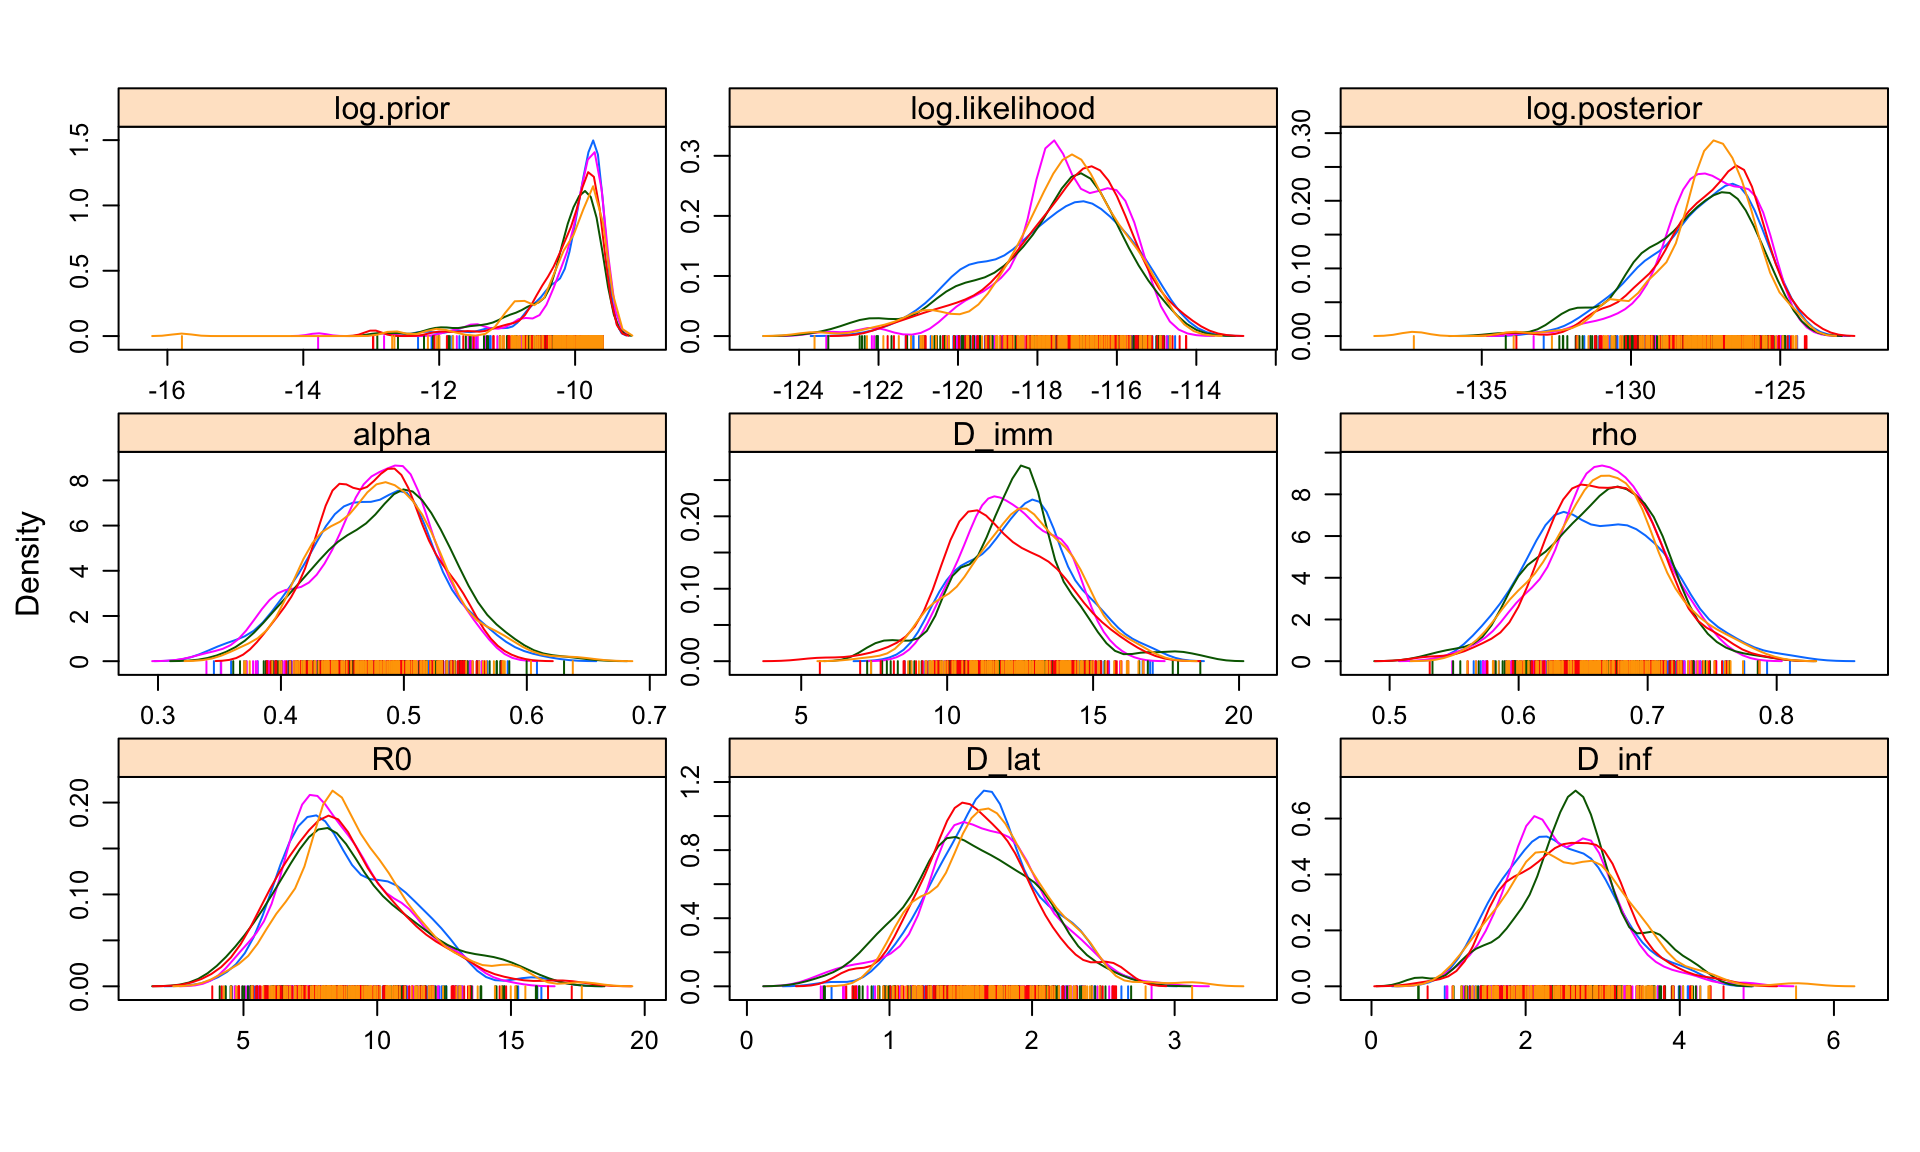 log.prior
log.likelihood
log.posterior
0.0 0.5 1.0 1.5
0.0 0.1 0.2 0.3
0.00 0.10 0.20 0.30
-16 -14 -12 -10
-124 -122 -120 -118 -116 -114
-135 -130 -125
alpha
D_imm
rho
Density
0 2 4 6 8
0.00 0.10 0.20
0 2 4 6 8
0.3 0.4 0.5 0.6 0.7
5 10 15 20
0.5 0.6 0.7 0.8
R0
D_lat
D_inf
0.00 0.10 0.20
0.0 0.4 0.8 1.2
0.0 0.2 0.4 0.6
5 10 15 20
0 1 2 3
0 2 4 6